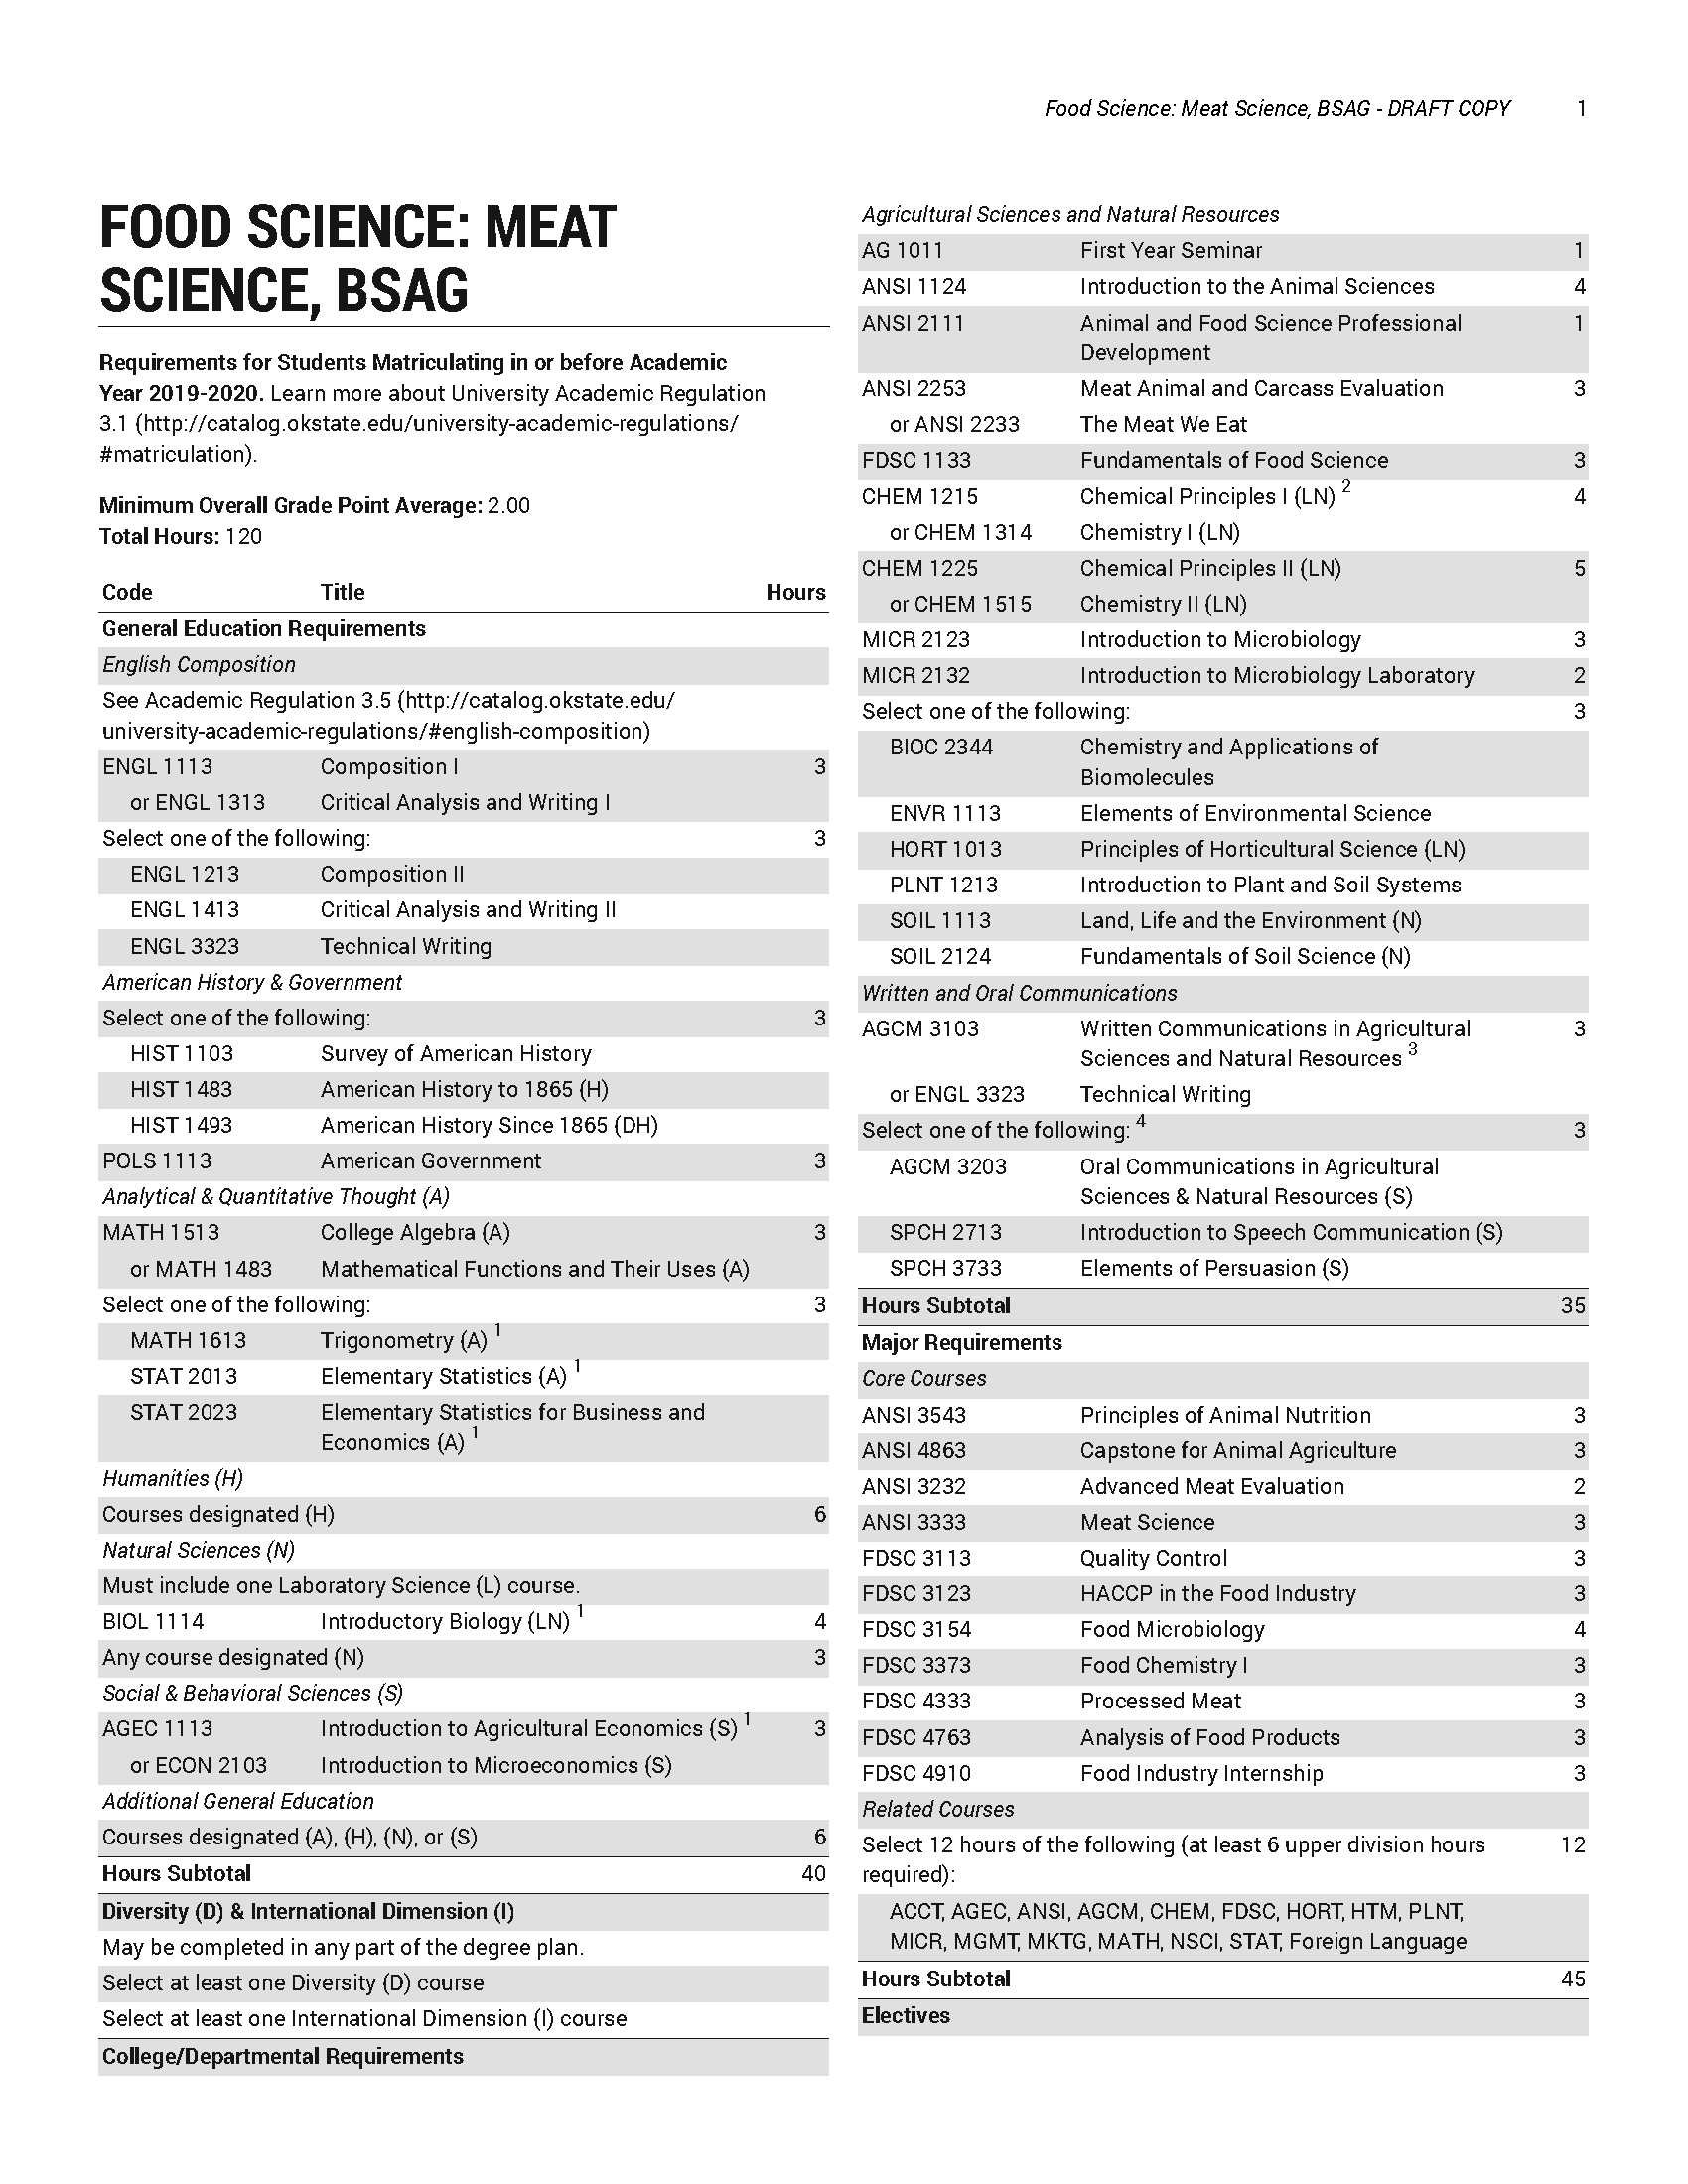 Food Science: Meat Science, BSAG - DRAFT COPY 1
FOOD SCIENCE: MEAT
SCIENCE, BSAG
Requirements for Students Matriculating in or before Academic
Year 2019-2020. Learn more about University Academic Regulation
3.1 (http://catalog.okstate.edu/university-academic-regulations/
#matriculation).
Minimum Overall Grade Point Average: 2.00
Total Hours: 120
Code Title Hours
General Education Requirements
English Composition
See Academic Regulation 3.5 (http://catalog.okstate.edu/
university-academic-regulations/#english-composition)
ENGL 1113 Composition I 3
or ENGL 1313 Critical Analysis and Writing I
Select one of the following: 3
ENGL 1213 Composition II
ENGL 1413 Critical Analysis and Writing II
ENGL 3323 Technical Writing
American History & Government
Select one of the following: 3
HIST 1103 Survey of American History
HIST 1483 American History to 1865 (H)
HIST 1493 American History Since 1865 (DH)
POLS 1113 American Government 3
Analytical & Quantitative Thought (A)
MATH 1513 College Algebra (A) 3
or MATH 1483 Mathematical Functions and Their Uses (A)
Select one of the following: 3
MATH 1613 Trigonometry (A) 1
STAT 2013 Elementary Statistics (A) 1
STAT 2023 Elementary Statistics for Business and
Economics (A) 1
Humanities (H)
Courses designated (H) 6
Natural Sciences (N)
Must include one Laboratory Science (L) course.
BIOL 1114 Introductory Biology (LN) 1 4
Any course designated (N) 3
Social & Behavioral Sciences (S)
AGEC 1113 Introduction to Agricultural Economics (S) 1 3
or ECON 2103 Introduction to Microeconomics (S)
Additional General Education
Courses designated (A), (H), (N), or (S) 6
Hours Subtotal 40
Diversity (D) & International Dimension (I)
May be completed in any part of the degree plan.
Select at least one Diversity (D) course
Select at least one International Dimension (I) course
College/Departmental Requirements
Agricultural Sciences and Natural Resources
AG 1011 First Year Seminar 1
ANSI 1124 Introduction to the Animal Sciences 4
ANSI 2111 Animal and Food Science Professional 1
Development
ANSI 2253 Meat Animal and Carcass Evaluation 3
or ANSI 2233 The Meat We Eat
FDSC 1133 Fundamentals of Food Science 3
CHEM 1215 Chemical Principles I (LN) 2 4
or CHEM 1314 Chemistry I (LN)
CHEM 1225 Chemical Principles II (LN) 5
or CHEM 1515 Chemistry II (LN)
MICR 2123 Introduction to Microbiology 3
MICR 2132 Introduction to Microbiology Laboratory 2
Select one of the following: 3
BIOC 2344 Chemistry and Applications of
Biomolecules
ENVR 1113 Elements of Environmental Science
HORT 1013 Principles of Horticultural Science (LN)
PLNT 1213 Introduction to Plant and Soil Systems
SOIL 1113 Land, Life and the Environment (N)
SOIL 2124 Fundamentals of Soil Science (N)
Written and Oral Communications
AGCM 3103 Written Communications in Agricultural 3
Sciences and Natural Resources 3
or ENGL 3323 Technical Writing
Select one of the following: 4 3
AGCM 3203 Oral Communications in Agricultural
Sciences & Natural Resources (S)
SPCH 2713 Introduction to Speech Communication (S)
SPCH 3733 Elements of Persuasion (S)
Hours Subtotal 35
Major Requirements
Core Courses
ANSI 3543 Principles of Animal Nutrition 3
ANSI 4863 Capstone for Animal Agriculture 3
ANSI 3232 Advanced Meat Evaluation 2
ANSI 3333 Meat Science 3
FDSC 3113 Quality Control 3
FDSC 3123 HACCP in the Food Industry 3
FDSC 3154 Food Microbiology 4
FDSC 3373 Food Chemistry I 3
FDSC 4333 Processed Meat 3
FDSC 4763 Analysis of Food Products 3
FDSC 4910 Food Industry Internship 3
Related Courses
Select 12 hours of the following (at least 6 upper division hours 12
required):
ACCT, AGEC, ANSI, AGCM, CHEM, FDSC, HORT, HTM, PLNT,
MICR, MGMT, MKTG, MATH, NSCI, STAT, Foreign Language
Hours Subtotal 45
Electives